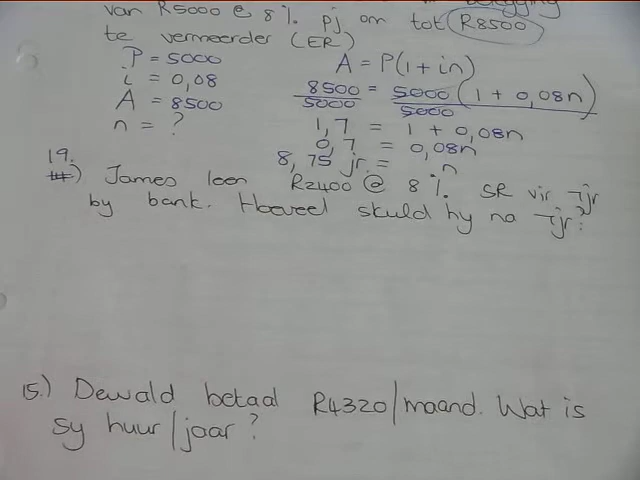 van R5000 @ 8% pj om tot R8500
te vermeerder (ER)
P = 5000
i = 0,08
A = 8500
n = ?
A = P(1 + in)
8500/5000 = 5000/5000 (1 + 0,08n)
1,7 = 1 + 0,08n
0,7 = 0,08n
8,75 jr. = n
19.
) James leen R2400 @ 8% SR vir 7jr
by bank. Hoeveel skuld hy na 7jr?
15.) Dewald betaal R4320/maand. Wat is
sy huur/jaar?